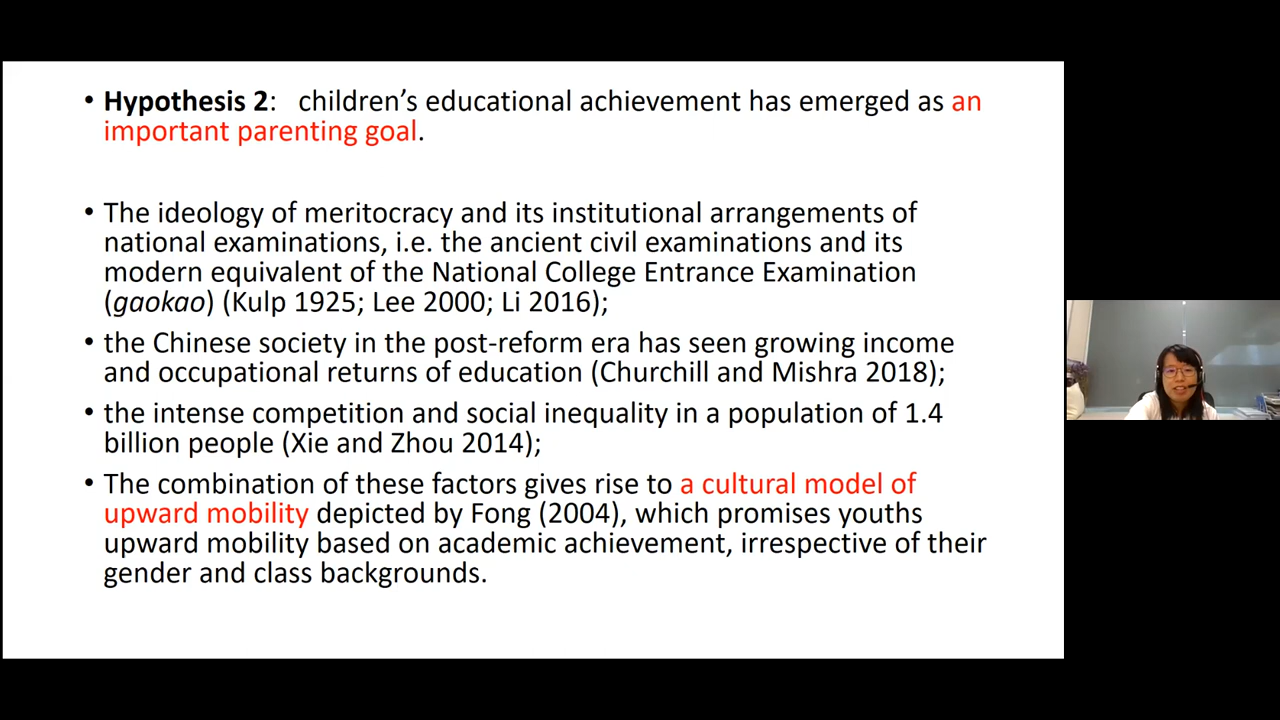 • Hypothesis 2: children’s educational achievement has emerged as an
important parenting goal.
• The ideology of meritocracy and its institutional arrangements of
national examinations, i.e. the ancient civil examinations and its
modern equivalent of the National College Entrance Examination
(gaokao) (Kulp 1925; Lee 2000; Li 2016);
• the Chinese society in the post-reform era has seen growing income
and occupational returns of education (Churchill and Mishra 2018);
• the intense competition and social inequality in a population of 1.4
billion people (Xie and Zhou 2014);
• The combination of these factors gives rise to a cultural model of
upward mobility depicted by Fong (2004), which promises youths
upward mobility based on academic achievement, irrespective of their
gender and class backgrounds.